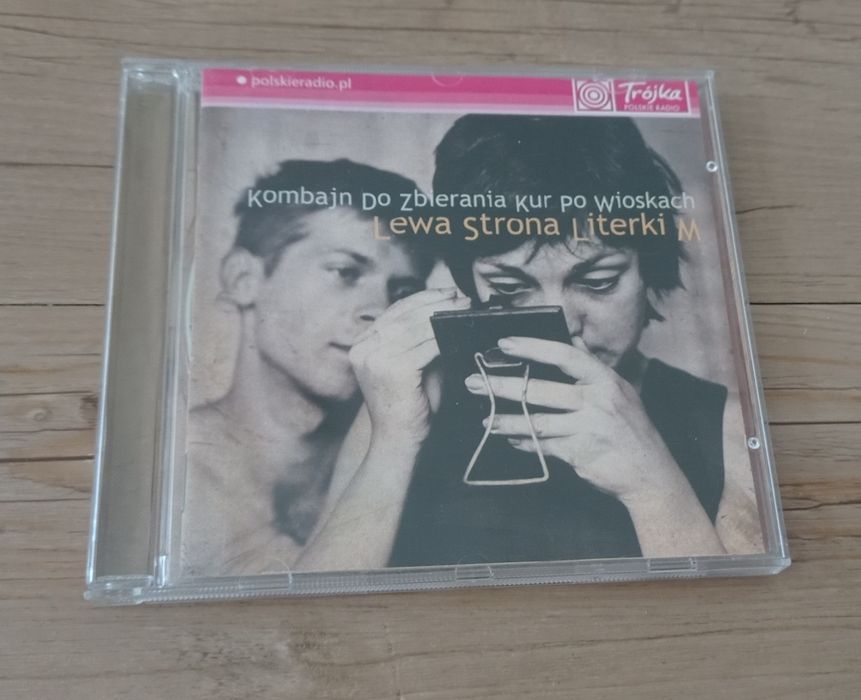 polskieradio.pl
Trójka
POLSKIE RADIO
Kombajn Do Zbierania Kur Po Wioskach
Lewa Strona Literki M